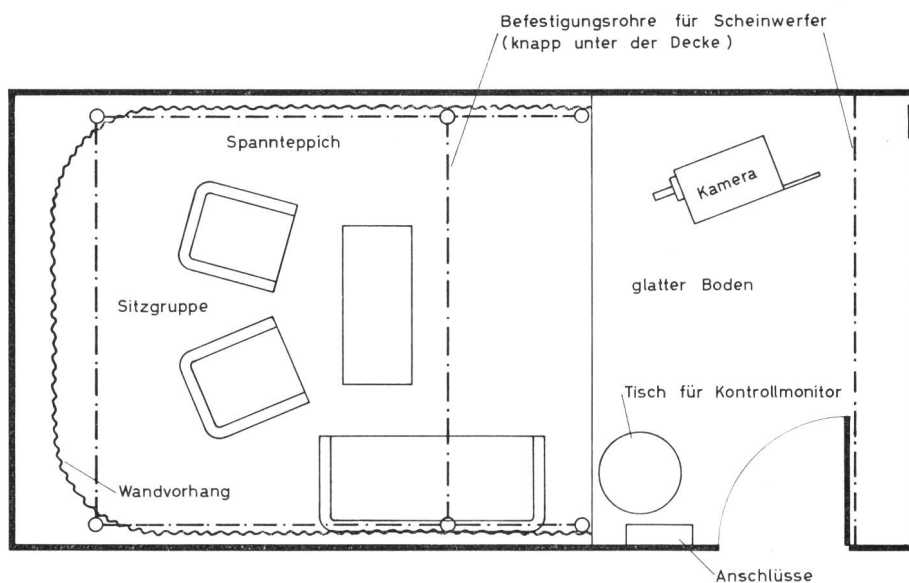 Befestigungsrohre für Scheinwerfer
(knapp unter der Decke)
Spannteppich
Kamera
Sitzgruppe
glatter Boden
Tisch für Kontrollmonitor
Wandvorhang
Anschlüsse